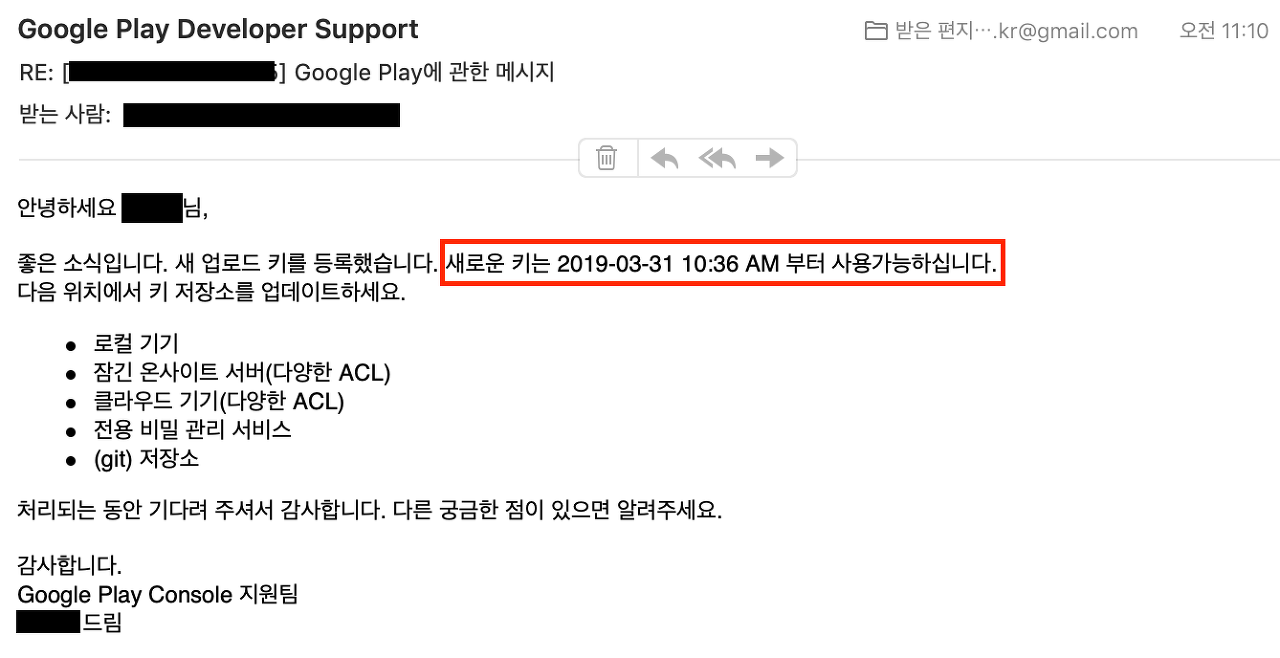 Google Play Developer Support
받은 편지….kr@gmail.com
오전 11:10
RE: [ ] Google Play에 관한 메시지
받는 사람:
안녕하세요 님,
좋은 소식입니다. 새 업로드 키를 등록했습니다. 새로운 키는 2019-03-31 10:36 AM 부터 사용가능하십니다.
다음 위치에서 키 저장소를 업데이트하세요.
● 로컬 기기
● 잠긴 온사이트 서버(다양한 ACL)
● 클라우드 기기(다양한 ACL)
● 전용 비밀 관리 서비스
● (git) 저장소
처리되는 동안 기다려 주셔서 감사합니다. 다른 궁금한 점이 있으면 알려주세요.
감사합니다.
Google Play Console 지원팀
드림